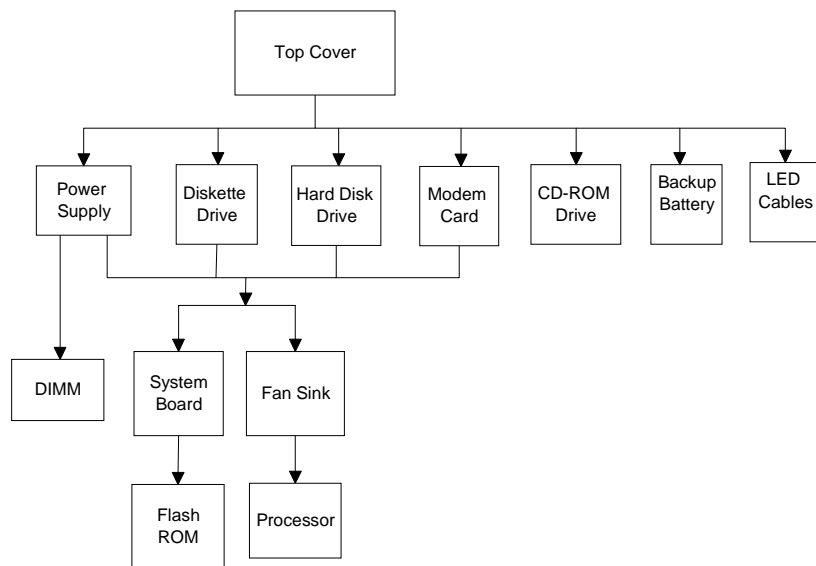 Top Cover
Power
Supply
Diskette
Drive
Hard Disk
Drive
Modem
Card
CD-ROM
Drive
Backup
Battery
LED
Cables
DIMM
System
Board
Fan Sink
Flash
ROM
Processor